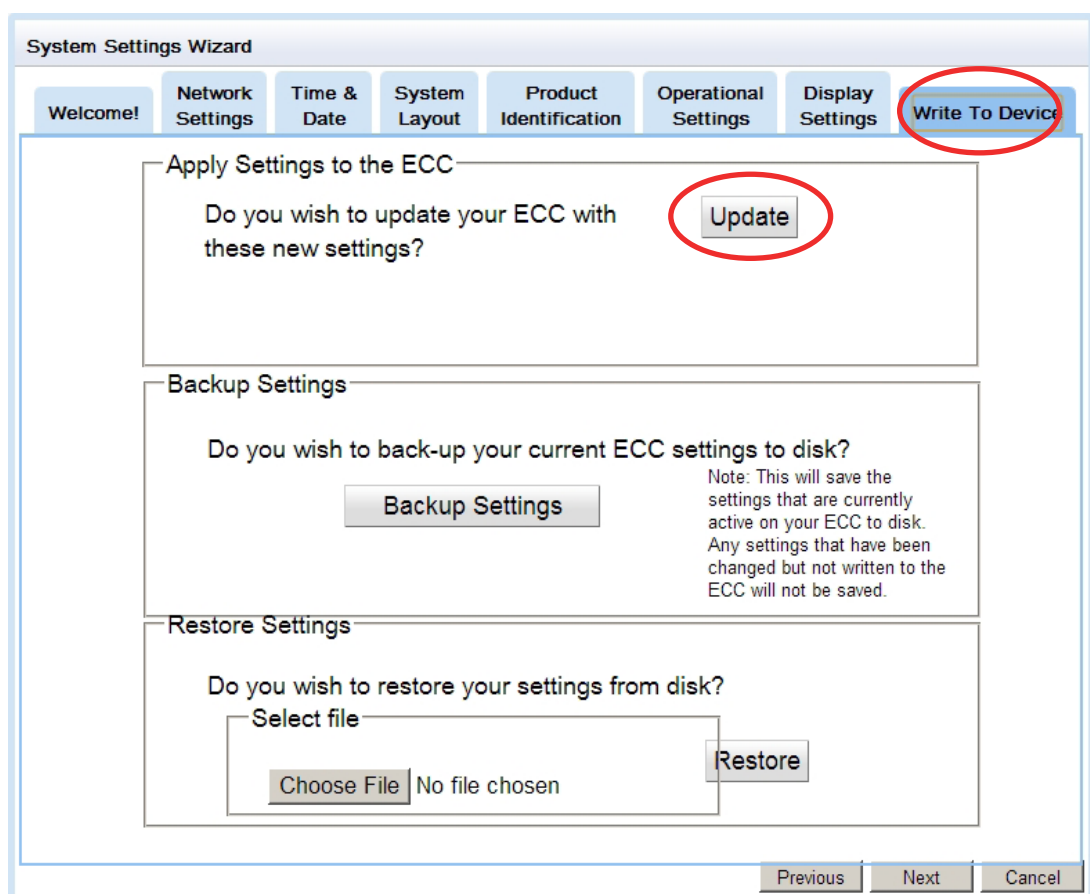 System Settings Wizard
Welcome!
Network
Settings
Time &
Date
System
Layout
Product
Identification
Operational
Settings
Display
Settings
Write To Device
Apply Settings to the ECC
Do you wish to update your ECC with
these new settings?
Update
Backup Settings
Do you wish to back-up your current ECC settings to disk?
Backup Settings
Note: This will save the
settings that are currently
active on your ECC to disk.
Any settings that have been
changed but not written to the
ECC will not be saved.
Restore Settings
Do you wish to restore your settings from disk?
Select file
Choose File No file chosen
Restore
Previous
Next
Cancel